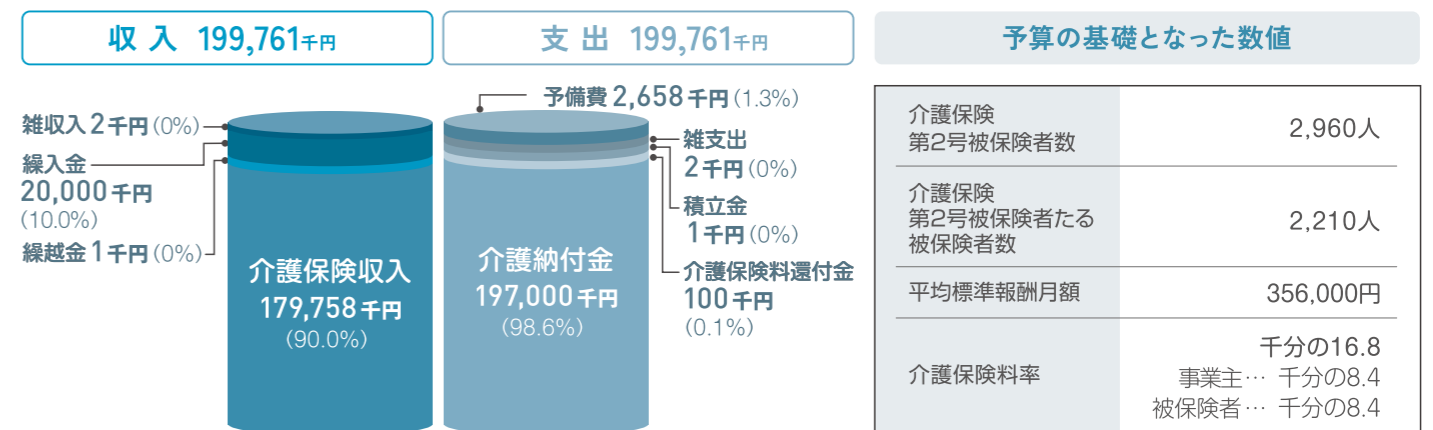 収入 199,761千円
雑収入 2千円(0%)
繰入金
20,000千円
(10.0%)
繰越金 1千円(0%)
介護保険収入
179,758千円
(90.0%)
支出 199,761千円
予備費 2,658千円(1.3%)
雑支出
2千円(0%)
積立金
1千円(0%)
介護保険料還付金
100千円
(0.1%)
介護納付金
197,000千円
(98.6%)
予算の基礎となった数値
介護保険
第2号被保険者数
2,960人
介護保険
第2号被保険者たる
被保険者数
2,210人
平均標準報酬月額
356,000円
介護保険料率
千分の16.8
事業主… 千分の8.4
被保険者… 千分の8.4